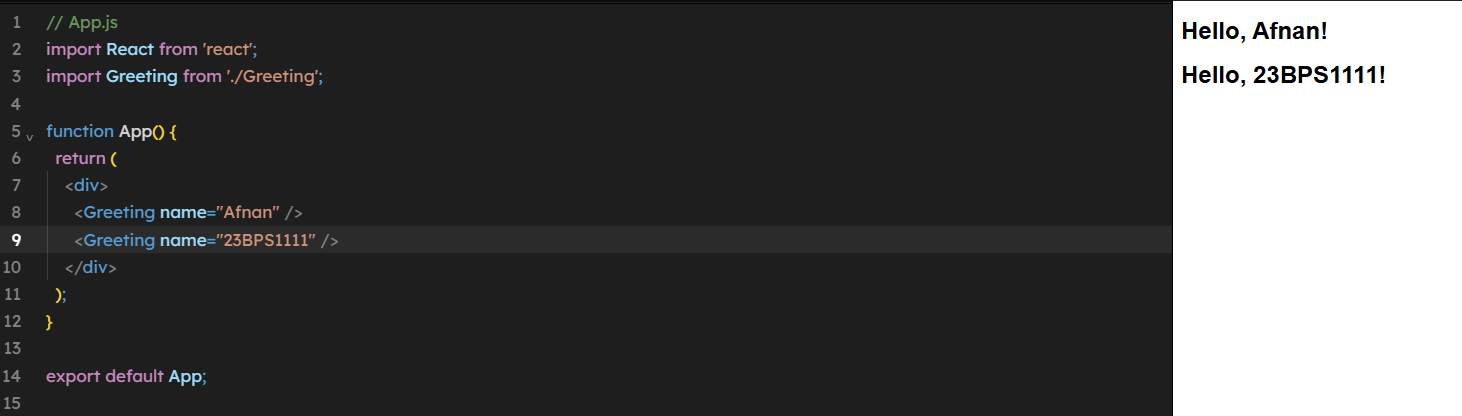 1 // App.js
2 import React from 'react';
3 import Greeting from './Greeting';
4
5 function App() {
6 return (
7 <div>
8 <Greeting name="Afnan" />
9 <Greeting name="23BPS1111" />
10 </div>
11 );
12 }
13
14 export default App;
15
Hello, Afnan!
Hello, 23BPS1111!